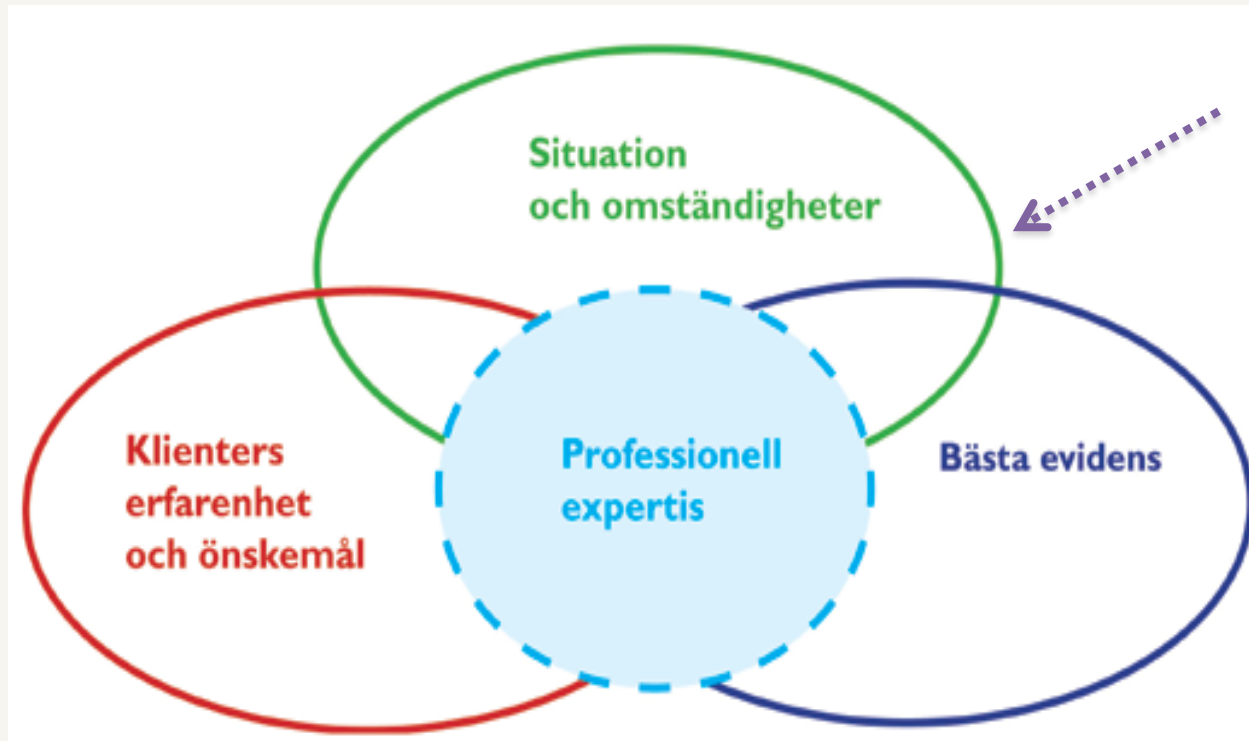 Situation
och omständigheter
Klienters
erfarenhet
och önskemål
Professionell
expertis
Bästa evidens